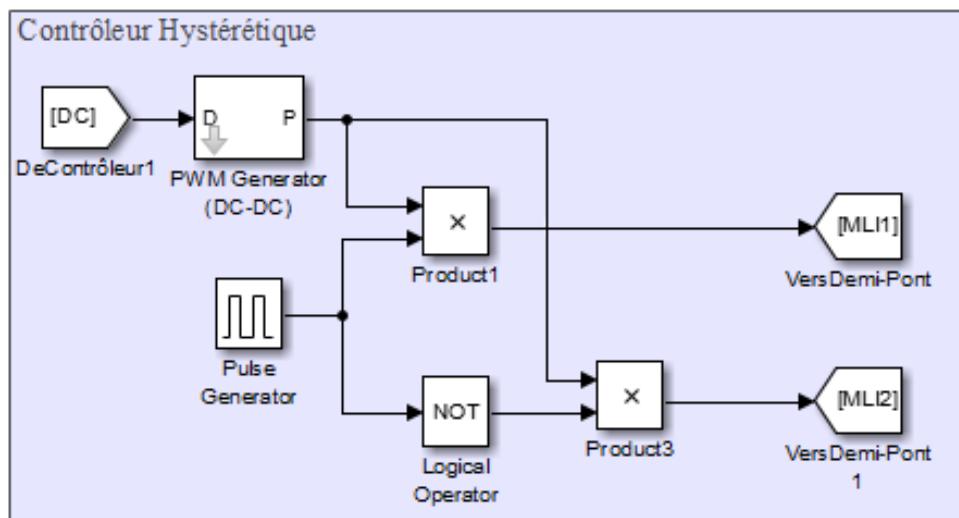 Contrôleur Hystérétique
[DC]
DeContrôleur1
D P
PWM Generator
(DC-DC)
×
Product1
[MLI1]
VersDemi-Pont
Pulse
Generator
NOT
Logical
Operator
×
Product3
[MLI2]
VersDemi-Pont
1